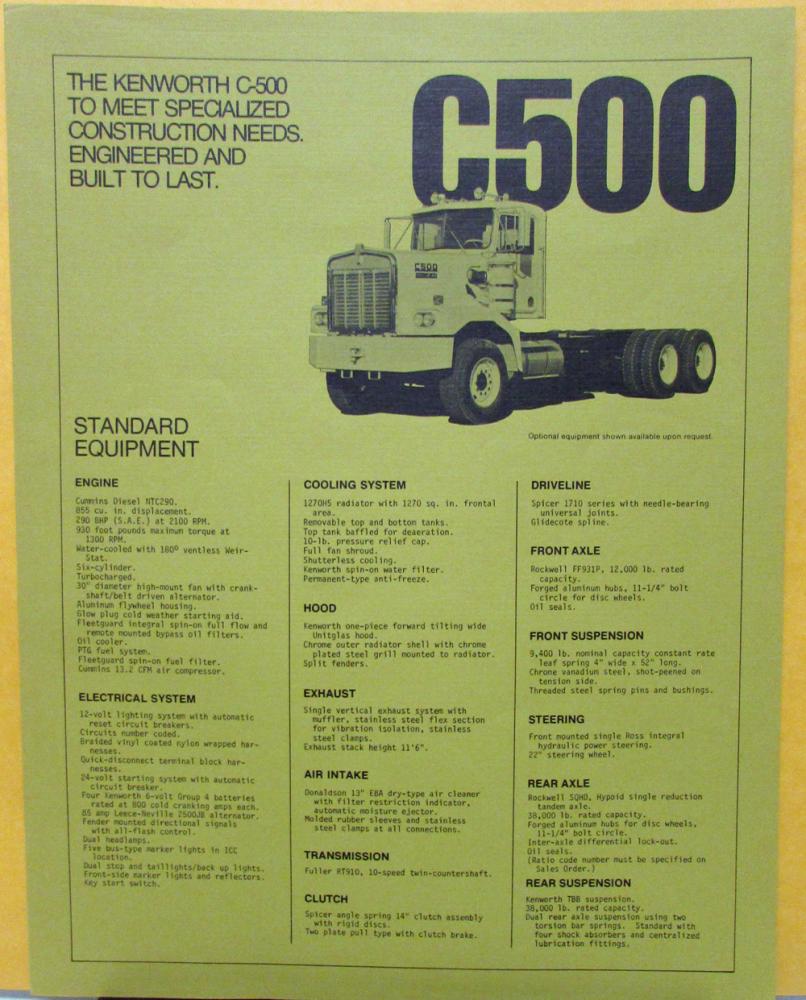 THE KENWORTH C-500
TO MEET SPECIALIZED
CONSTRUCTION NEEDS.
ENGINEERED AND
BUILT TO LAST.
C500
C500
Optional equipment shown available upon request.
STANDARD
EQUIPMENT
ENGINE
Cummins Diesel NTC290.
855 cu. in. displacement.
290 BHP (S.A.E.) at 2100 RPM.
930 foot pounds maximum torque at
1300 RPM.
Water-cooled with 180º ventless Weir-
Stat.
Six-cylinder.
Turbocharged.
30" diameter high-mount fan with crank-
shaft/belt driven alternator.
Aluminum flywheel housing.
Glow plug cold weather starting aid.
Fleetguard integral spin-on full flow and
remote mounted bypass oil filters.
Oil cooler.
PTG fuel system.
Fleetguard spin-on fuel filter.
Cummins 13.2 CFM air compressor.
ELECTRICAL SYSTEM
12-volt lighting system with automatic
reset circuit breakers.
Circuits number coded.
Braided vinyl coated nylon wrapped har-
nesses.
Quick-disconnect terminal block har-
nesses.
24-volt starting system with automatic
circuit breaker.
Four Kenworth 6-volt Group 4 batteries
rated at 800 cold cranking amps each.
85 amp Leece-Neville 2500JB alternator.
Fender mounted directional signals
with all-flash control.
Dual headlamps.
Five bus-type marker lights in ICC
location.
Dual stop and taillights/back up lights.
Front-side marker lights and reflectors.
Key start switch.
COOLING SYSTEM
1270HS radiator with 1270 sq. in. frontal
area.
Removable top and botton tanks.
Top tank baffled for deaeration.
10-lb. pressure relief cap.
Full fan shroud.
Shutterless cooling.
Kenworth spin-on water filter.
Permanent-type anti-freeze.
HOOD
Kenworth one-piece forward tilting wide
Unitglas hood.
Chrome outer radiator shell with chrome
plated steel grill mounted to radiator.
Split fenders.
EXHAUST
Single vertical exhaust system with
muffler, stainless steel flex section
for vibration isolation, stainless
steel clamps.
Exhaust stack height 11'6".
AIR INTAKE
Donaldson 13" EBA dry-type air cleaner
with filter restriction indicator,
automatic moisture ejector.
Molded rubber sleeves and stainless
steel clamps at all connections.
TRANSMISSION
Fuller RT910, 10-speed twin-countershaft.
CLUTCH
Spicer angle spring 14" clutch assembly
with rigid discs.
Two plate pull type with clutch brake.
DRIVELINE
Spicer 1710 series with needle-bearing
universal joints.
Glidecote spline.
FRONT AXLE
Rockwell FF931P, 12,000 lb. rated
capacity.
Forged aluminum hubs, 11-1/4" bolt
circle for disc wheels.
Oil seals.
FRONT SUSPENSION
9,400 lb. nominal capacity constant rate
leaf spring 4" wide x 52" long.
Chrome vanadium steel, shot-peened on
tension side.
Threaded steel spring pins and bushings.
STEERING
Front mounted single Ross integral
hydraulic power steering.
22" steering wheel.
REAR AXLE
Rockwell SQHD, Hypoid single reduction
tandem axle.
38,000 lb. rated capacity.
Forged aluminum hubs for disc wheels,
11-1/4" bolt circle.
Inter-axle differential lock-out.
Oil seals.
(Ratio code number must be specified on
Sales Order.)
REAR SUSPENSION
Kenworth TBB suspension.
38,000 lb. rated capacity.
Dual rear axle suspension using two
torsion bar springs. Standard with
four shock absorbers and centralized
lubrication fittings.